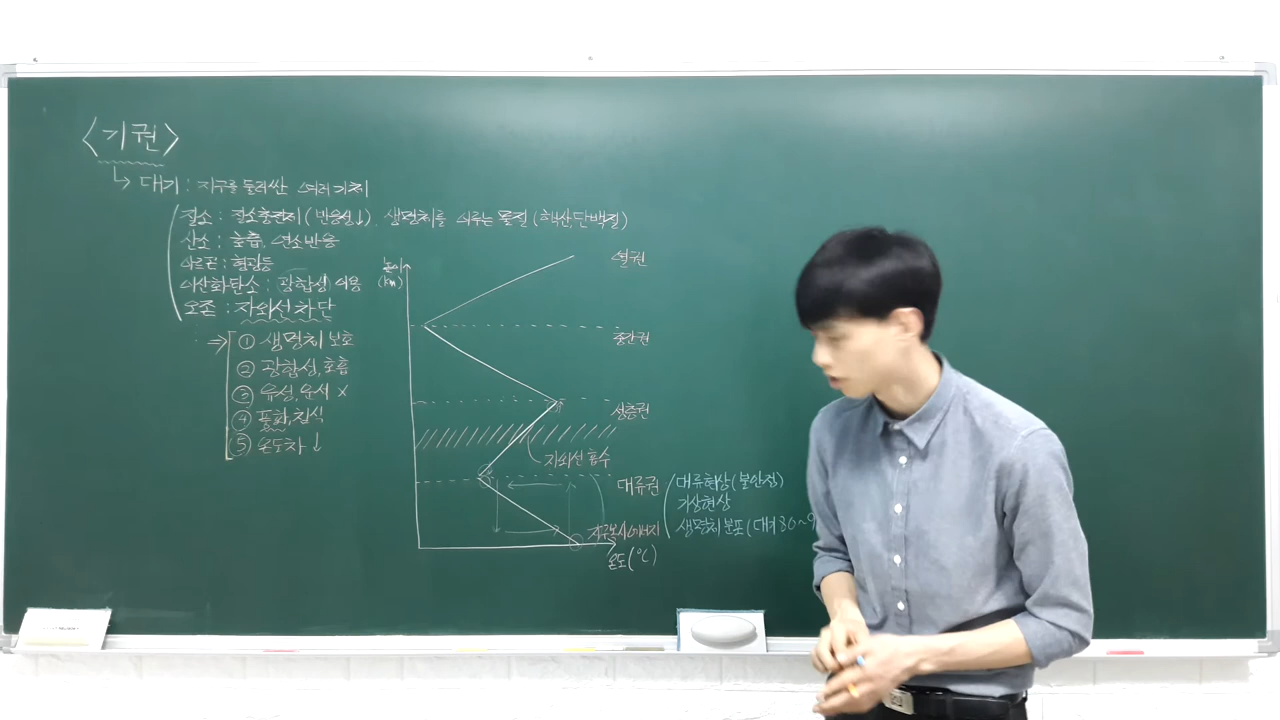 <기권>
↳ 대기 : 지구를 둘러싼 여러 기체
질소 : 질소충전제 (반응성↓), 생명체를 이루는 물질 (핵산,단백질)
산소 : 호흡, 연소반응
아르곤 : 형광등
이산화탄소 : 광합성 이용
오존 : 자외선 차단
⇒ ① 생명체 보호
② 광합성, 호흡
③ 유성, 운석 x
④ 풍화, 침식
⑤ 온도차 ↓
높이
(km)
열권
중간권
성층권
자외선 흡수
대류권
대류현상 (불안정)
기상현상
생명체 분포 (대기 80~9
지구복사에너지
온도(℃)